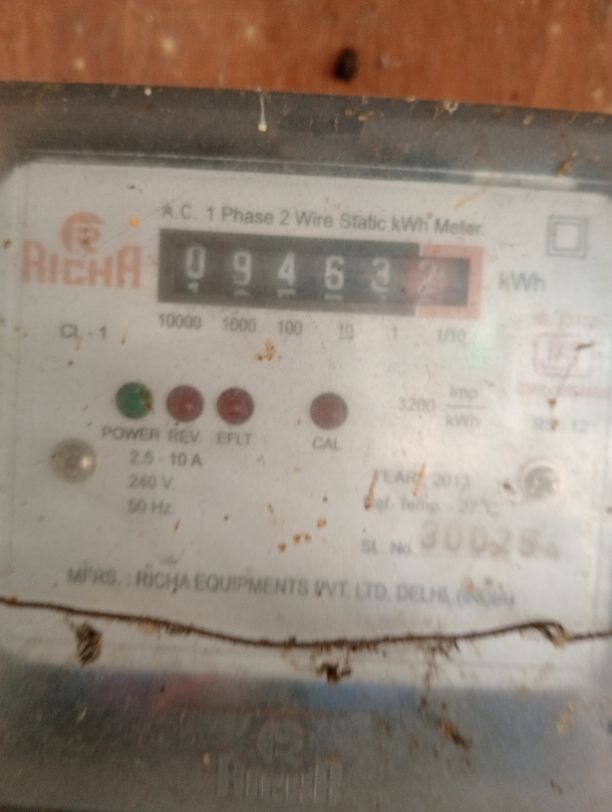 A.C. 1 Phase 2 Wire Static kWh Meter
RICHA
0 9 4 6 3 kWh
CL - 1
10000 1000 100 10 1 1/10
3200 Imp/kWh
POWER REV. EFLT CAL
2.5 - 10 A
240 V
50 Hz
YEAR 2013
Ref. Temp. - 27°C
SL. No.
MFRS. : RICHA EQUIPMENTS PVT. LTD. DELHI, (INDIA)
RICHA